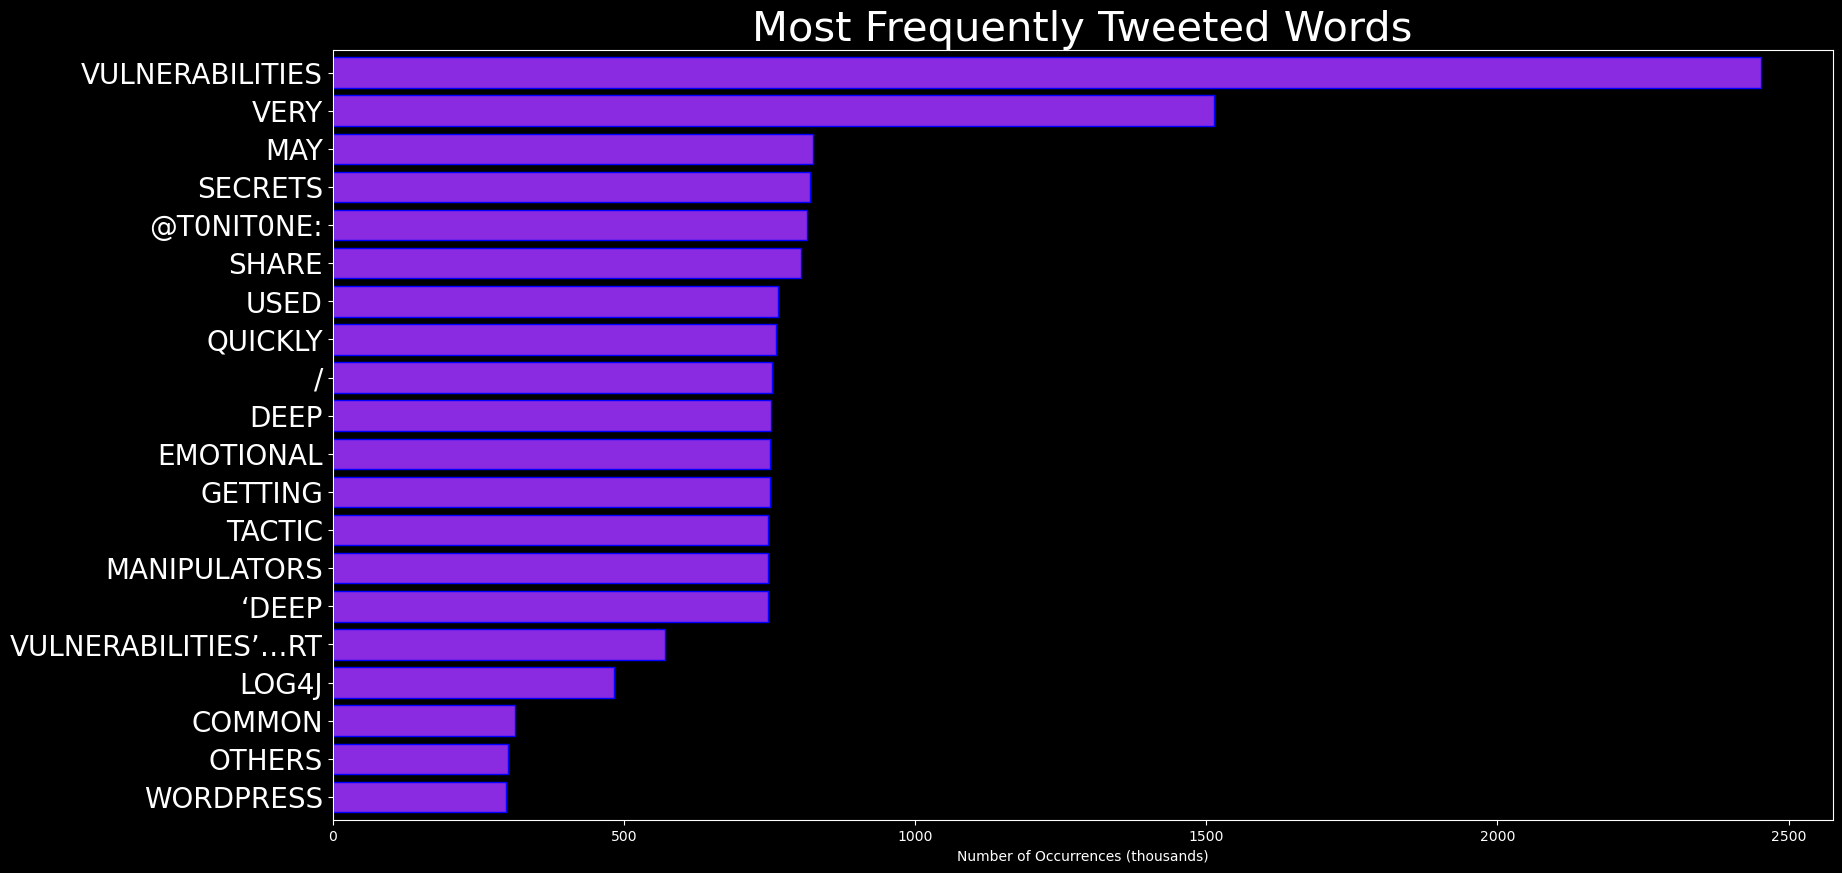 Most Frequently Tweeted Words
VULNERABILITIES
VERY
MAY
SECRETS
@T0NIT0NE:
SHARE
USED
QUICKLY
/
DEEP
EMOTIONAL
GETTING
TACTIC
MANIPULATORS
‘DEEP
VULNERABILITIES’…RT
LOG4J
COMMON
OTHERS
WORDPRESS
0 500 1000 1500 2000 2500
Number of Occurrences (thousands)